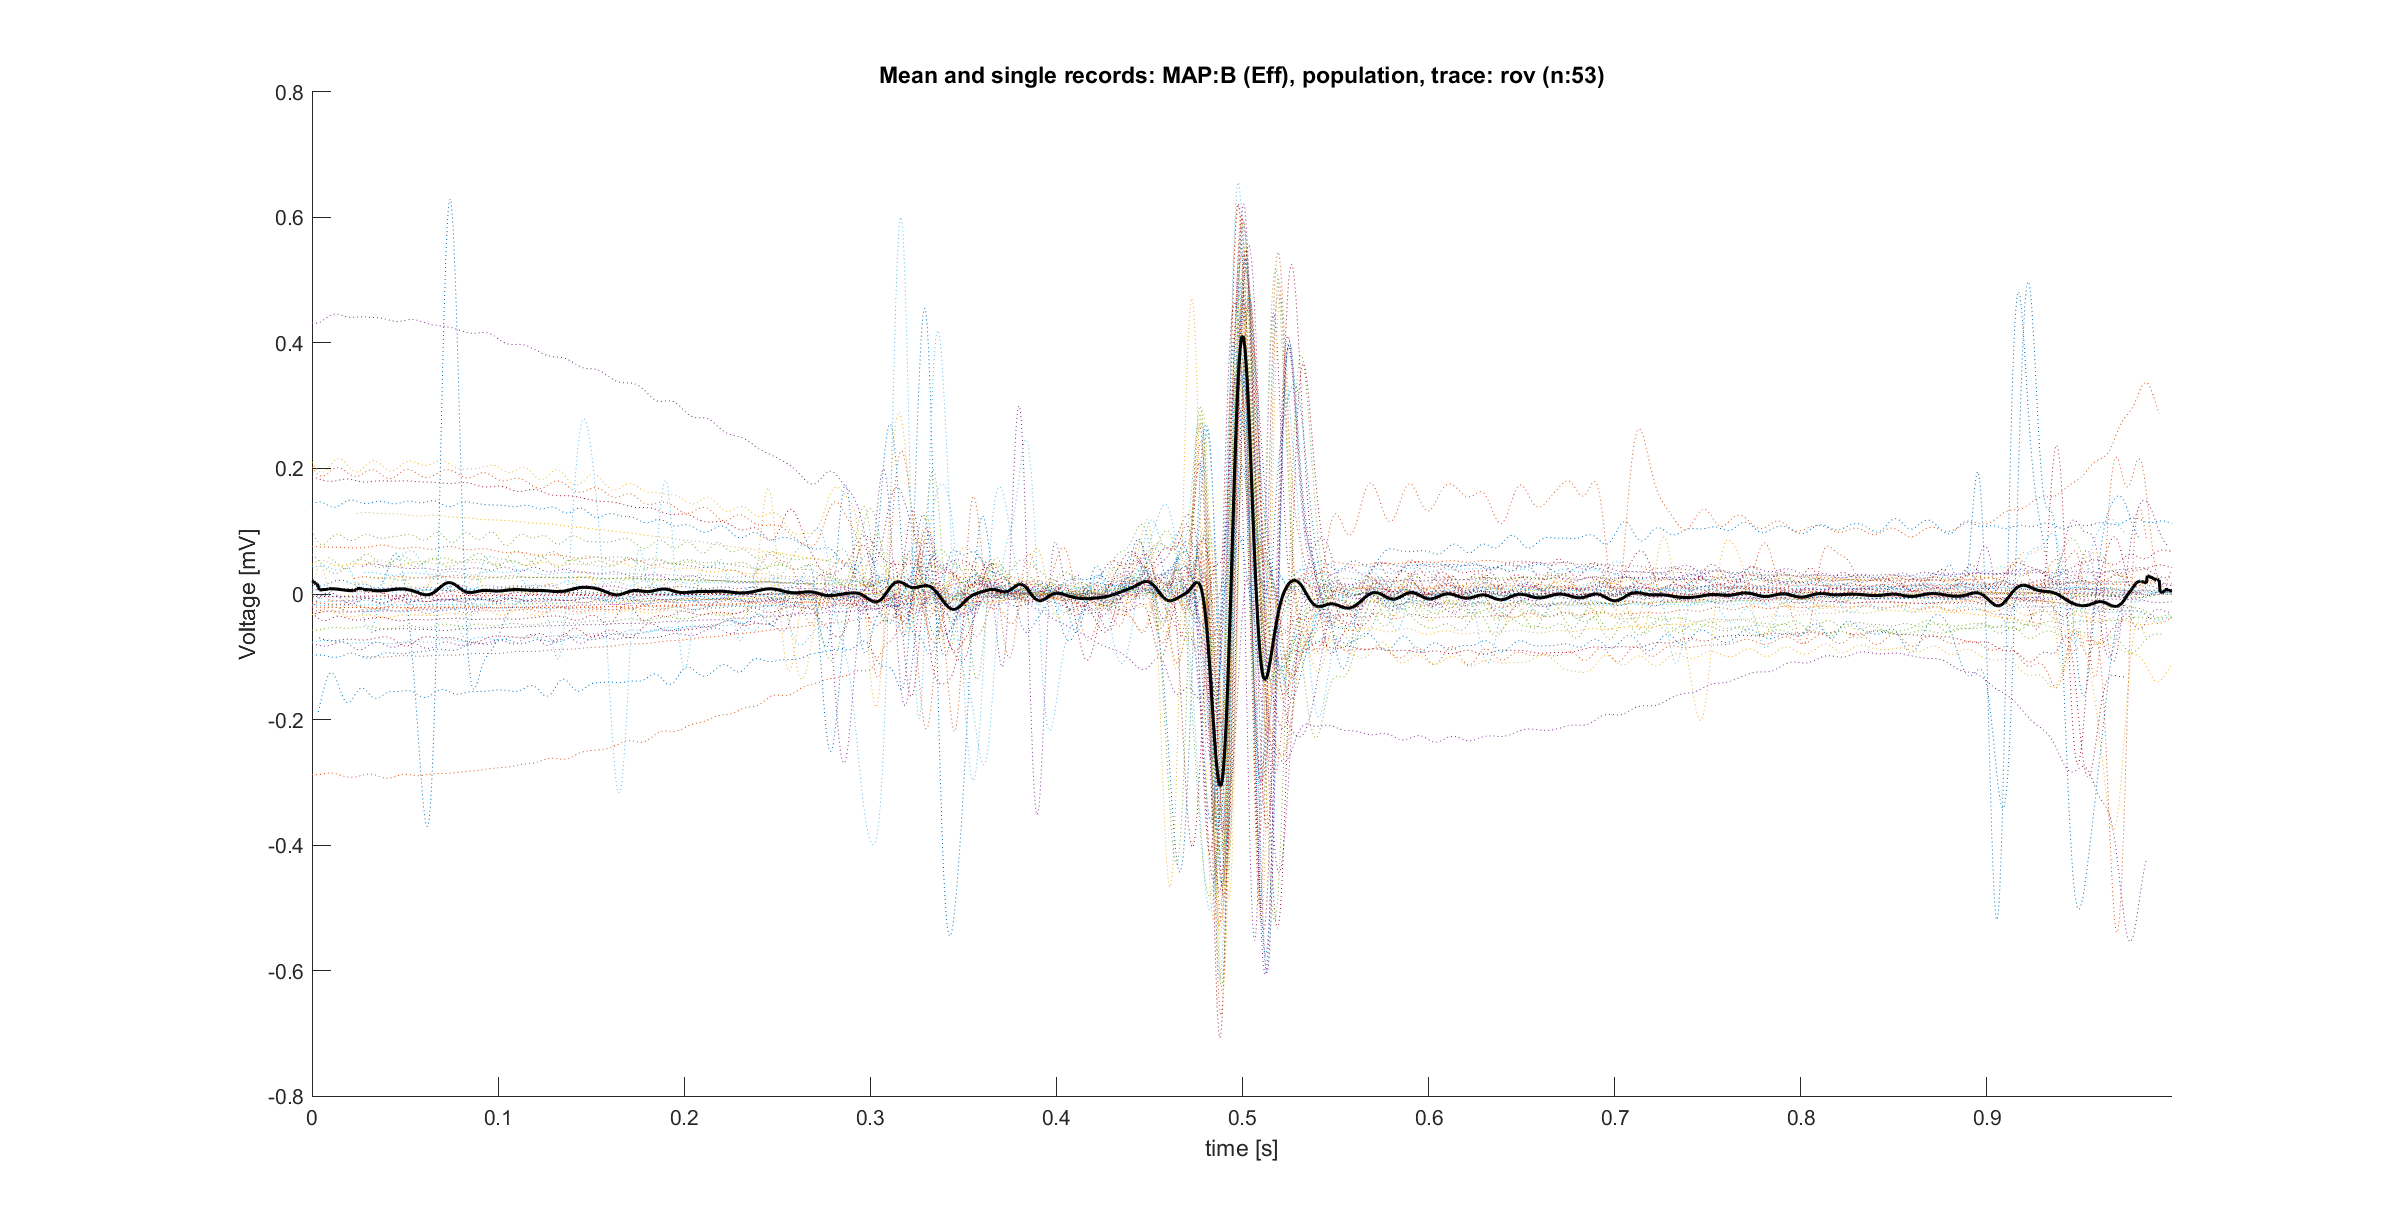 Mean and single records: MAP:B (Eff), population, trace: rov (n:53)
0.8
0.6
0.4
0.2
0
-0.2
-0.4
-0.6
-0.8
Voltage [mV]
0 0.1 0.2 0.3 0.4 0.5 0.6 0.7 0.8 0.9
time [s]